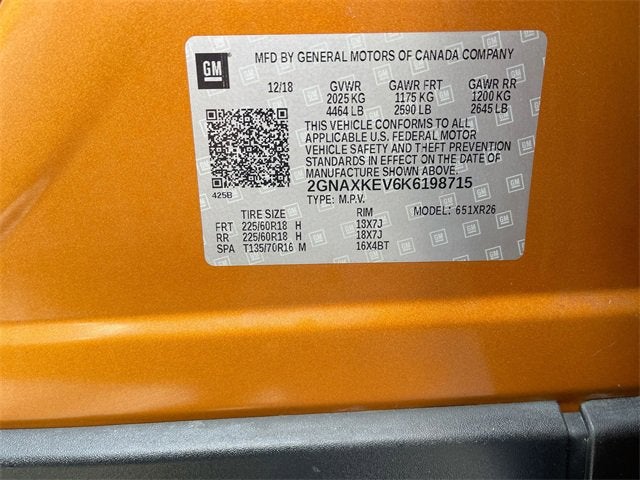 GM
MFD BY GENERAL MOTORS OF CANADA COMPANY
12/18 GVWR GAWR FRT GAWR RR
2025 KG 1175 KG 1200 KG
4464 LB 2590 LB 2645 LB
THIS VEHICLE CONFORMS TO ALL
APPLICABLE U.S. FEDERAL MOTOR
VEHICLE SAFETY AND THEFT PREVENTION
STANDARDS IN EFFECT ON THE DATE OF
MANUFACTURE SHOWN ABOVE.
425B 2GNAXKEV6K6198715
TYPE: M.P.V. MODEL: 651XR26
TIRE SIZE RIM
FRT 225/60R18 H 18X7J
RR 225/60R18 H 18X7J
SPA T135/70R16 M 16X4BT